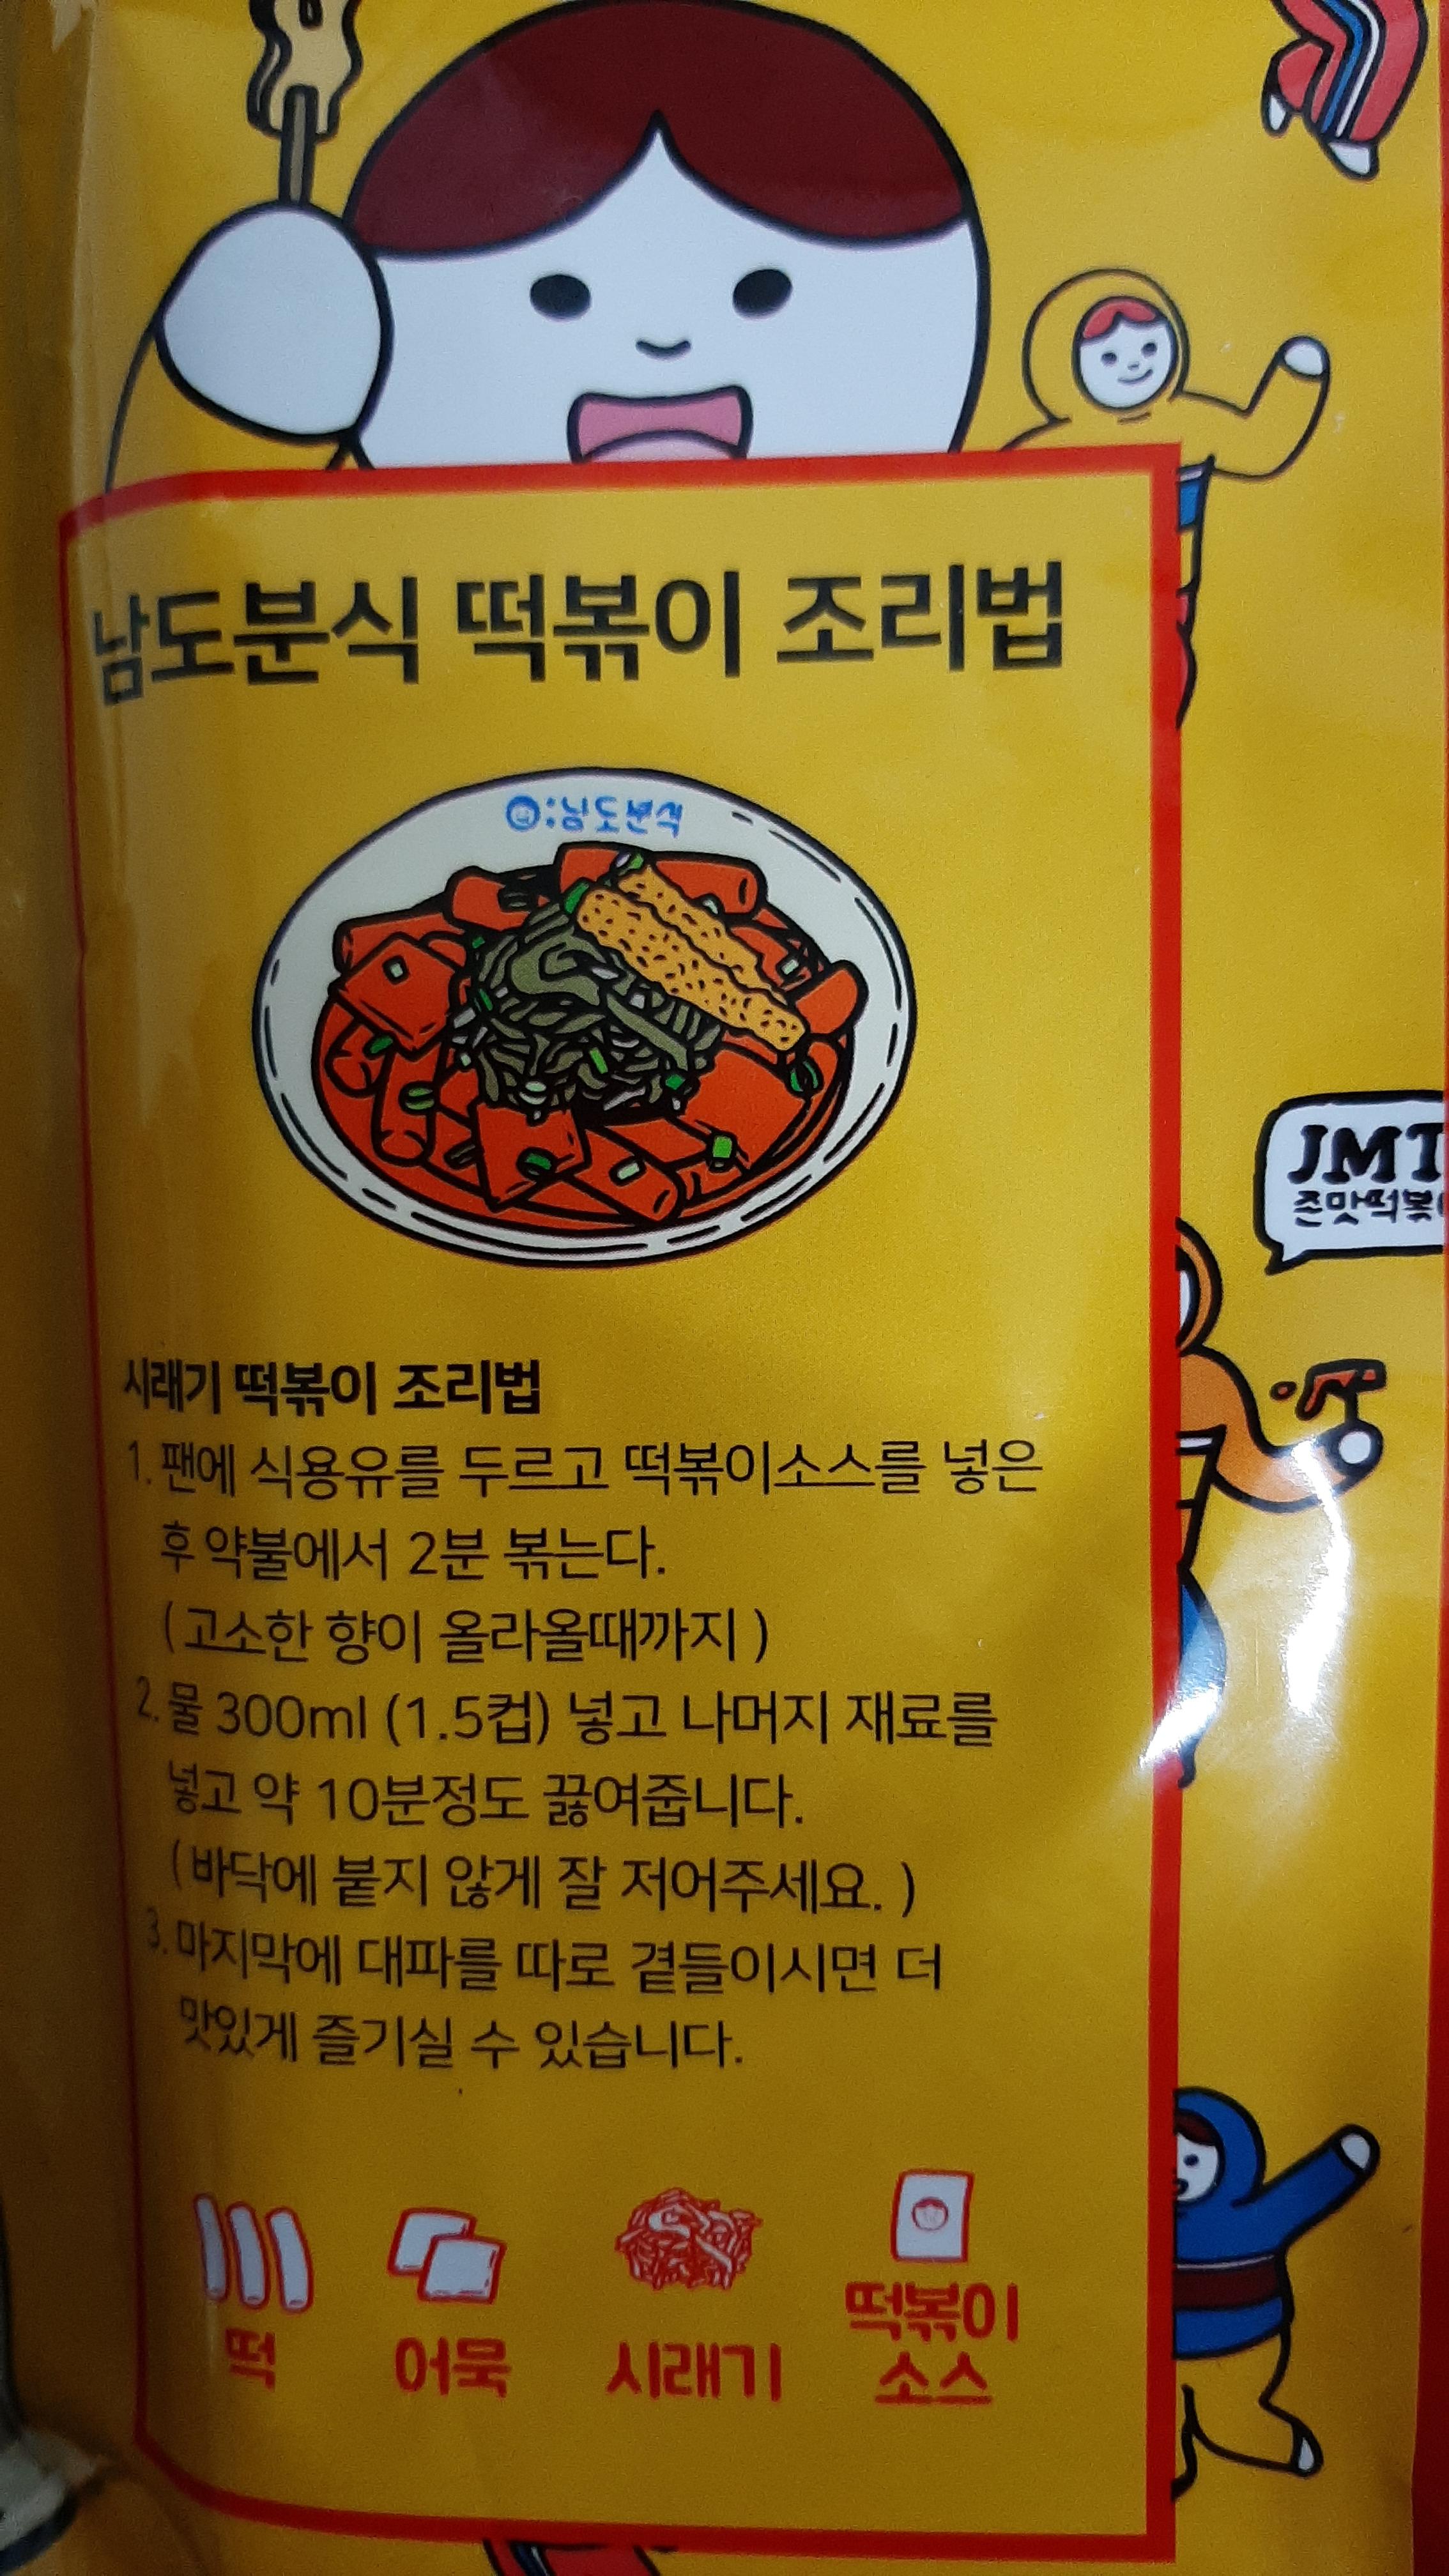 남도분식 떡볶이 조리법
:남도분식
시래기 떡볶이 조리법
1. 팬에 식용유를 두르고 떡볶이소스를 넣은
후 약불에서 2분 볶는다.
( 고소한 향이 올라올때까지 )
2. 물 300ml (1.5컵) 넣고 나머지 재료를
넣고 약 10분정도 끓여줍니다.
( 바닥에 붙지 않게 잘 저어주세요. )
3. 마지막에 대파를 따로 곁들이시면 더
맛있게 즐기실 수 있습니다.
떡
어묵
시래기
떡볶이
소스
JMT